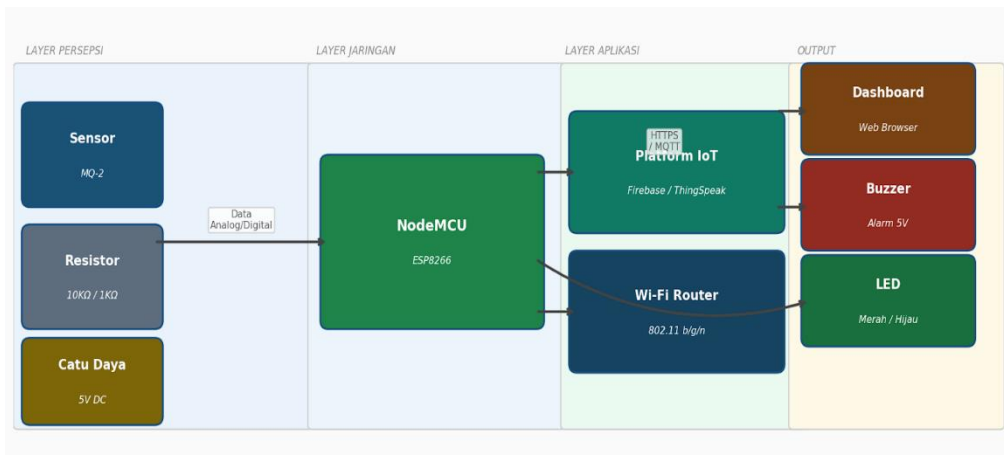 LAYER PERSEPSI
LAYER JARINGAN
LAYER APLIKASI
OUTPUT
Sensor
MQ-2
Resistor
10KΩ / 1KΩ
Catu Daya
5V DC
Data
Analog/Digital
NodeMCU
ESP8266
HTTPS
/ MQTT
Platform IoT
Firebase / ThingSpeak
Wi-Fi Router
802.11 b/g/n
Dashboard
Web Browser
Buzzer
Alarm 5V
LED
Merah / Hijau